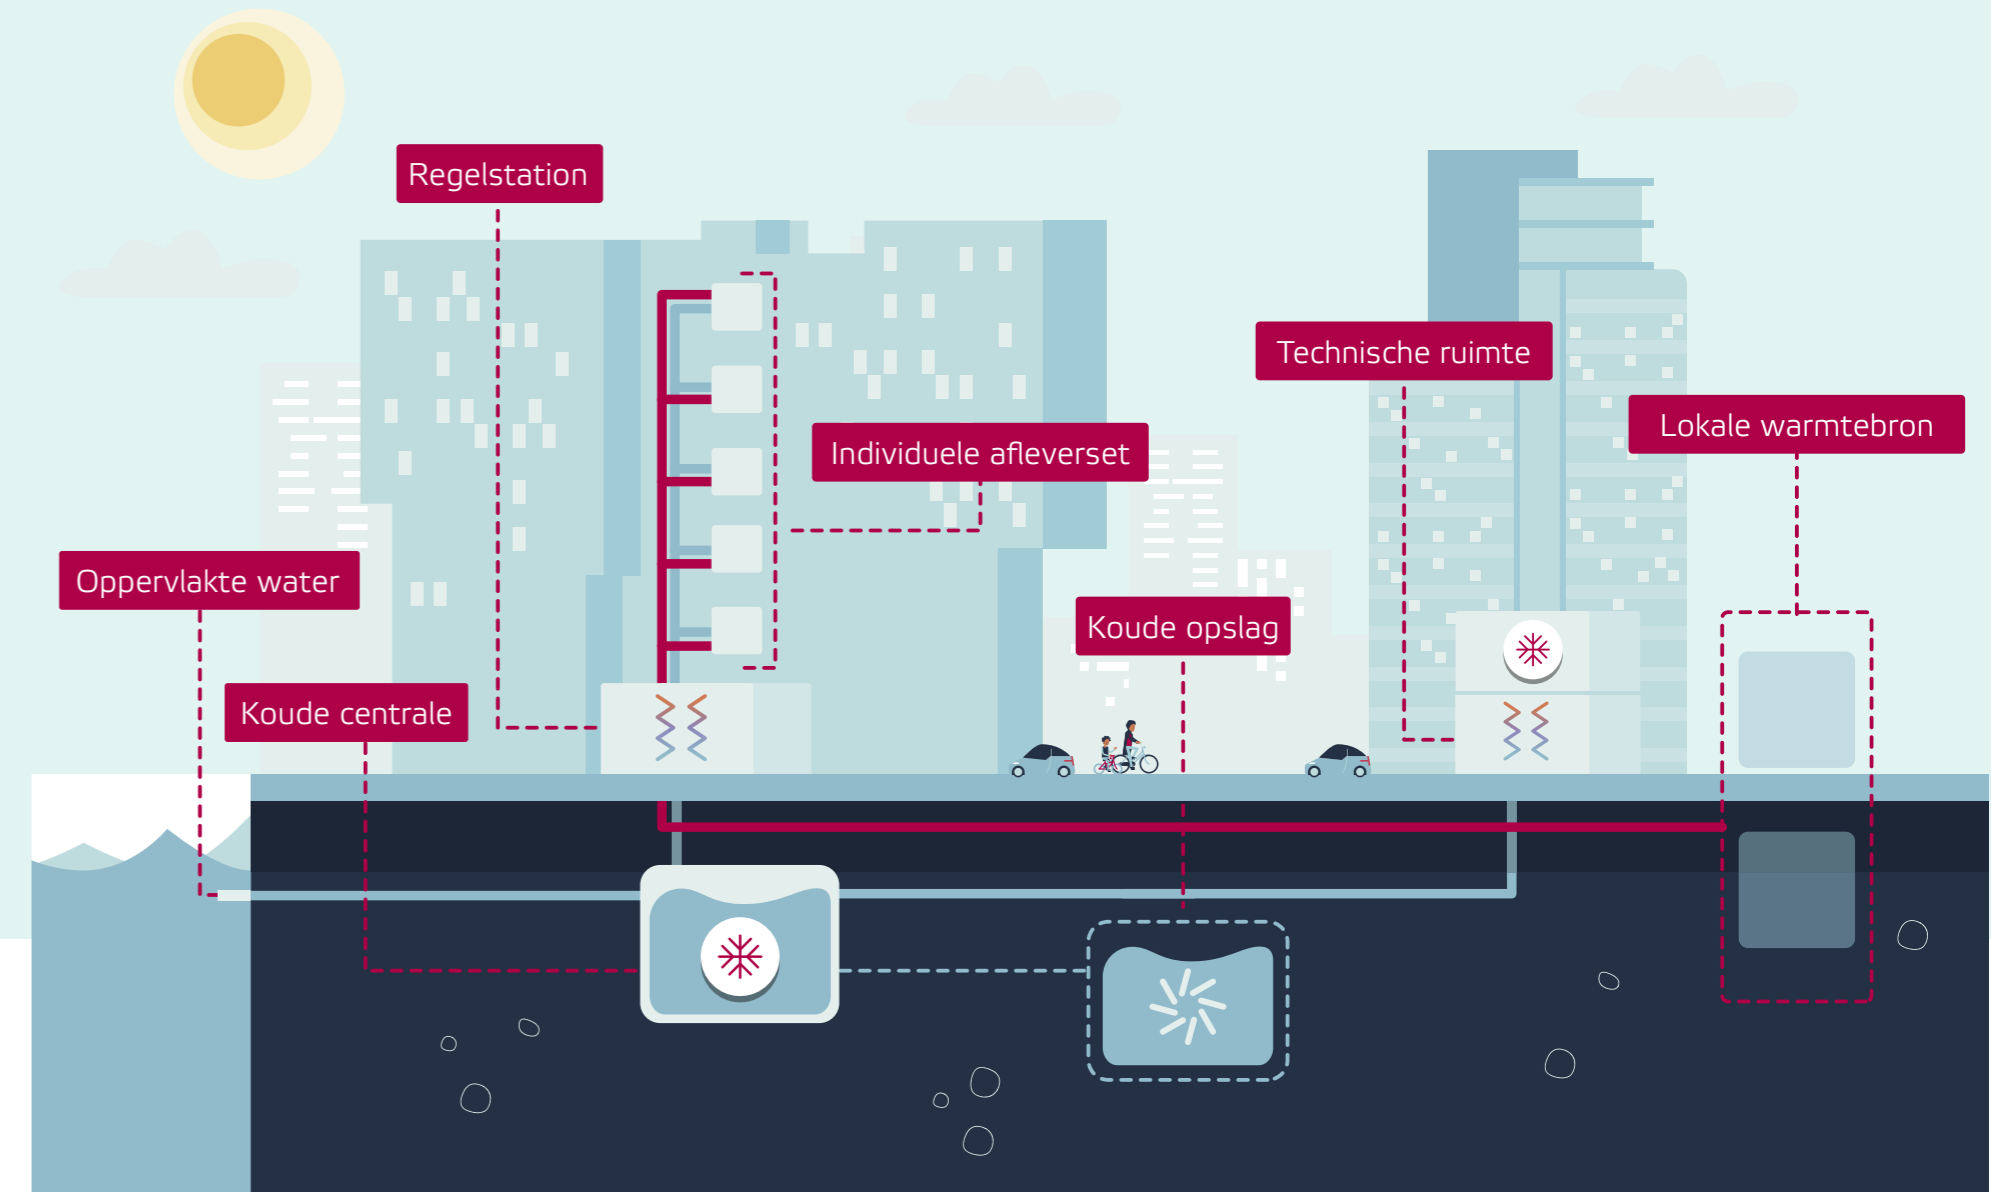 Regelstation
Technische ruimte
Lokale warmtebron
Individuele afleverset
Oppervlakte water
Koude opslag
Koude centrale